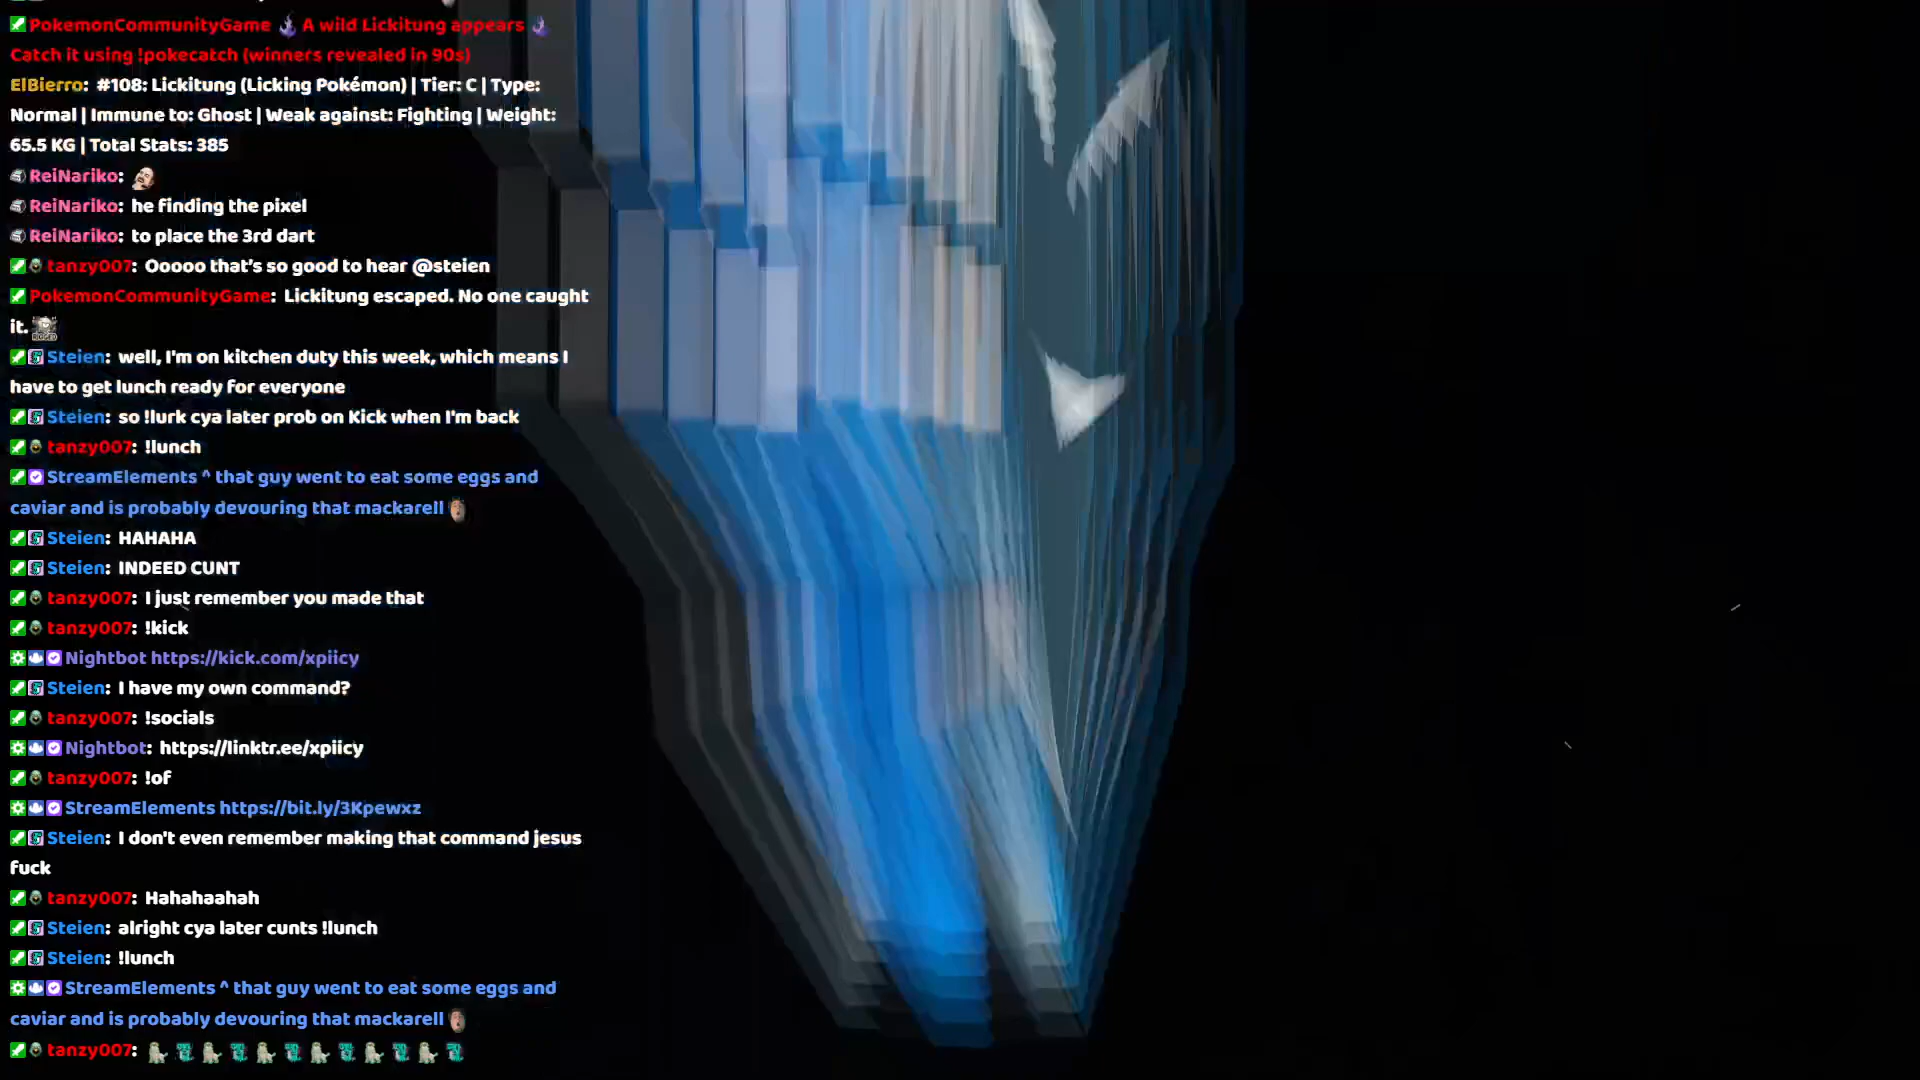 PokemonCommunityGame A wild Lickitung appears
Catch it using !pokecatch (winners revealed in 90s)
ElBierro: #108: Lickitung (Licking Pokémon) | Tier: C | Type:
Normal | Immune to: Ghost | Weak against: Fighting | Weight:
65.5 KG | Total Stats: 385
ReiNariko:
ReiNariko: he finding the pixel
ReiNariko: to place the 3rd dart
tanzy007: Ooooo that's so good to hear @steien
PokemonCommunityGame: Lickitung escaped. No one caught
it.
Steien: well, I'm on kitchen duty this week, which means I
have to get lunch ready for everyone
Steien: so !lurk cya later prob on Kick when I'm back
tanzy007: !lunch
StreamElements ^ that guy went to eat some eggs and
caviar and is probably devouring that mackarell
Steien: HAHAHA
Steien: INDEED CUNT
tanzy007: I just remember you made that
tanzy007: !kick
Nightbot https://kick.com/xpiicy
Steien: I have my own command?
tanzy007: !socials
Nightbot: https://linktr.ee/xpiicy
tanzy007: !of
StreamElements https://bit.ly/3Kpewxz
Steien: I don't even remember making that command jesus
fuck
tanzy007: Hahahaahah
Steien: alright cya later cunts !lunch
Steien: !lunch
StreamElements ^ that guy went to eat some eggs and
caviar and is probably devouring that mackarell
tanzy007: